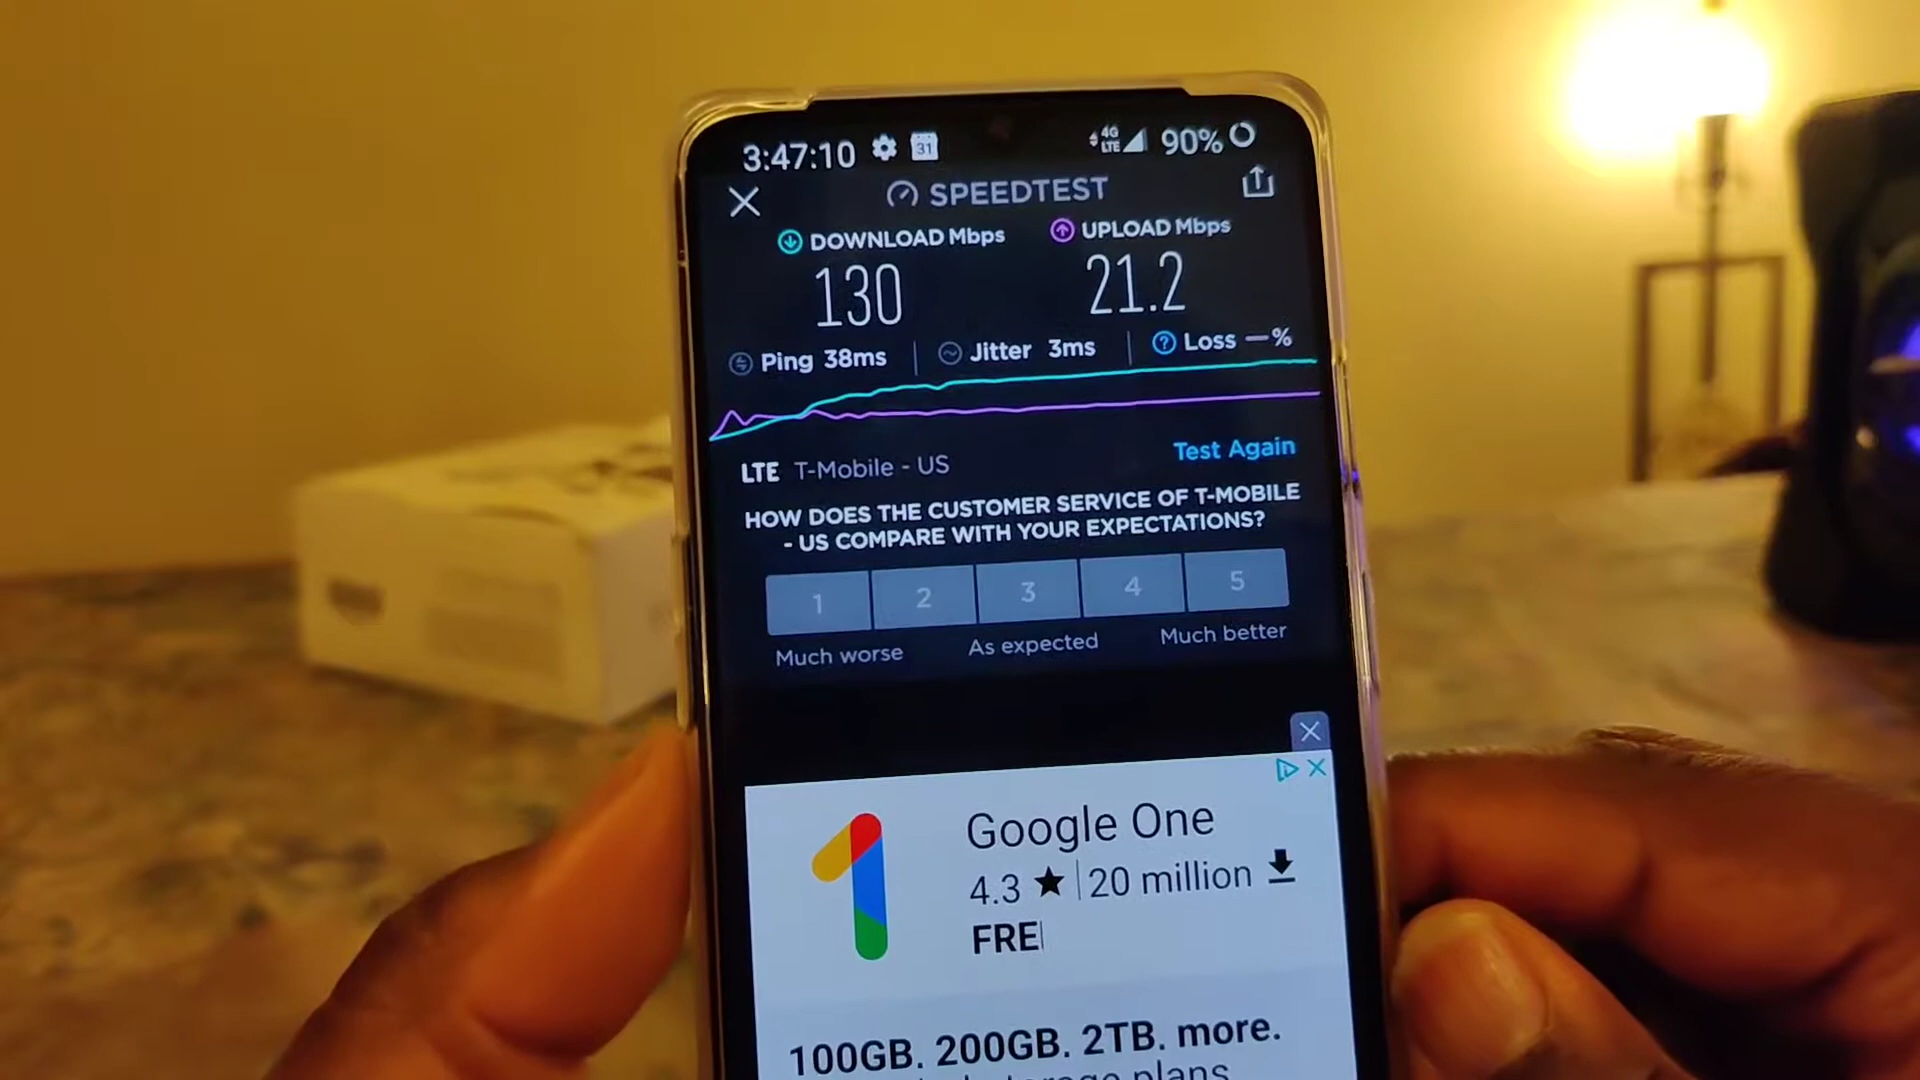 3:47:10 31 4G LTE 90%
SPEEDTEST
DOWNLOAD Mbps UPLOAD Mbps
130 21.2
Ping 38ms Jitter 3ms ? Loss —%
LTE T-Mobile - US Test Again
HOW DOES THE CUSTOMER SERVICE OF T-MOBILE
- US COMPARE WITH YOUR EXPECTATIONS?
1 2 3 4 5
Much worse As expected Much better
Google One
4.3 ★ | 20 million
FRE
100GB. 200GB. 2TB. more.
storage plans